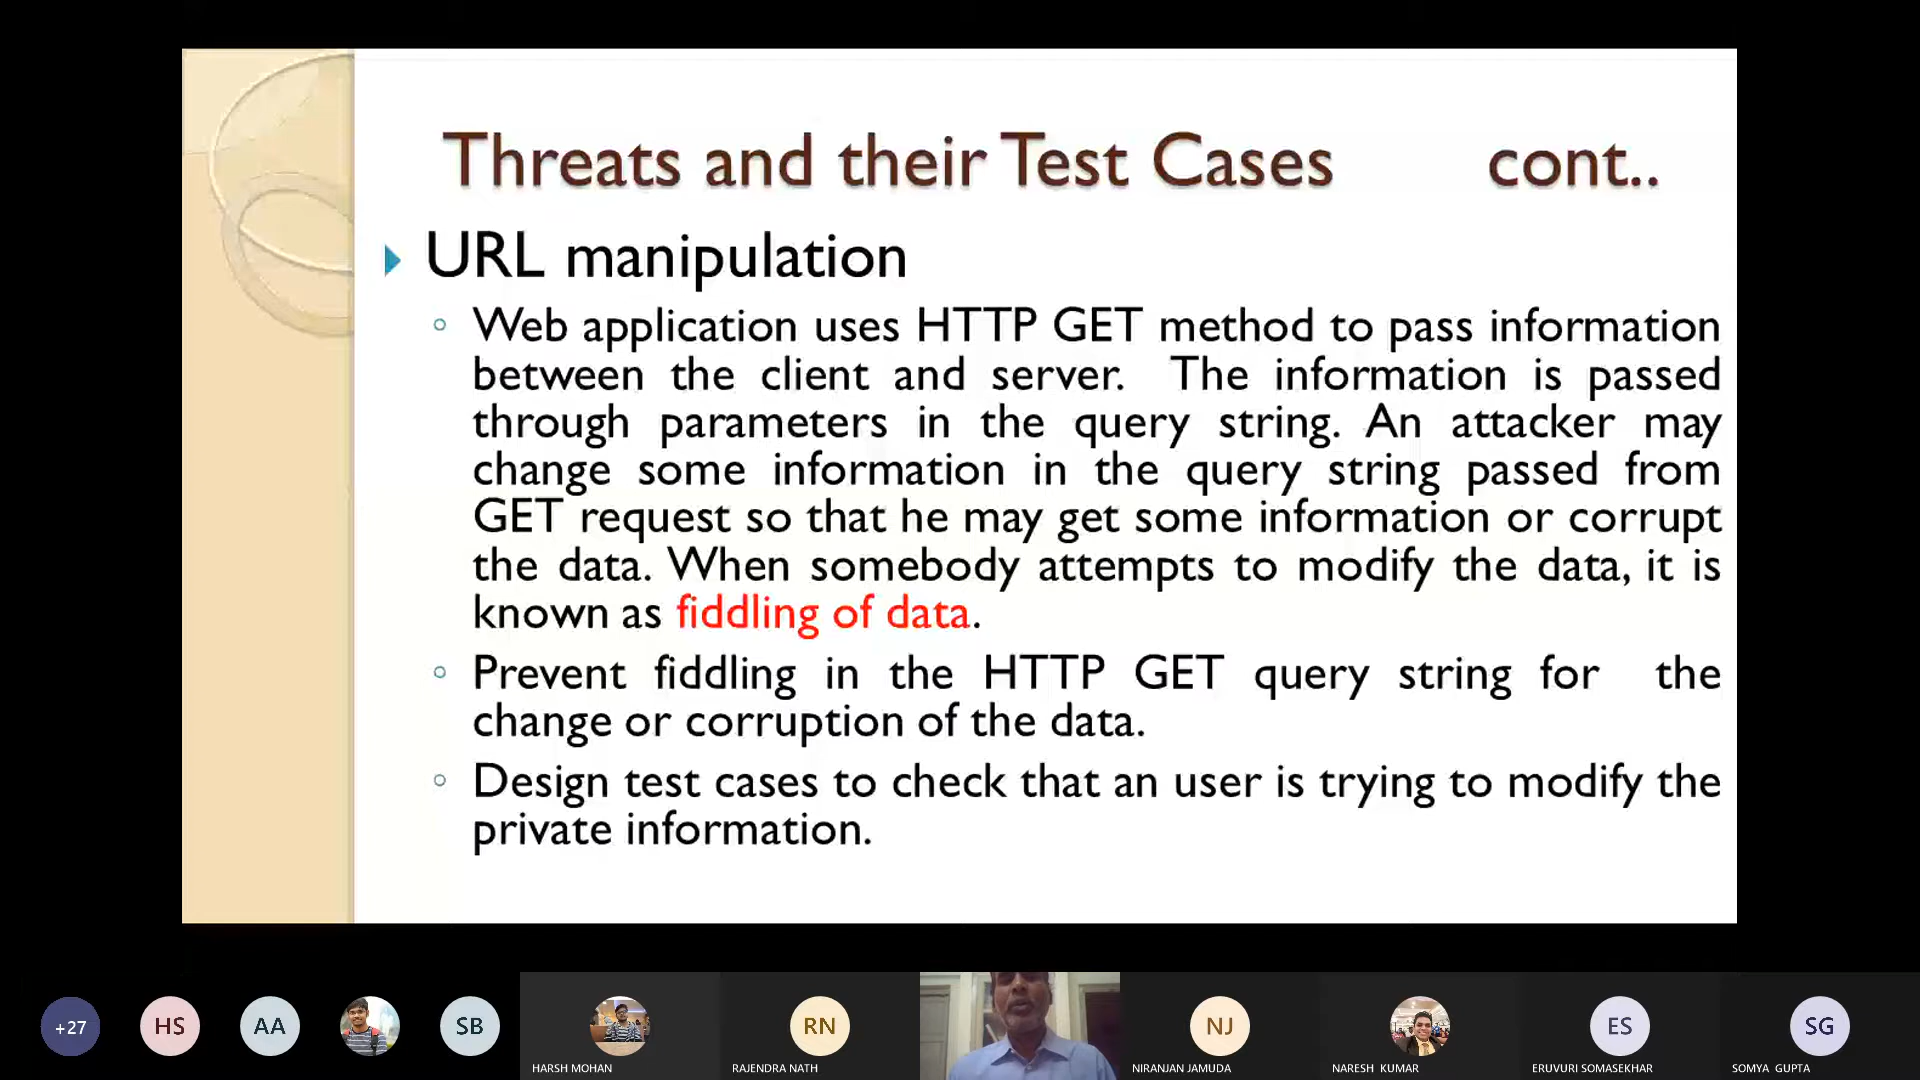 Threats and their Test Cases cont..
URL manipulation
Web application uses HTTP GET method to pass information
between the client and server. The information is passed
through parameters in the query string. An attacker may
change some information in the query string passed from
GET request so that he may get some information or corrupt
the data. When somebody attempts to modify the data, it is
known as fiddling of data.
Prevent fiddling in the HTTP GET query string for the
change or corruption of the data.
Design test cases to check that an user is trying to modify the
private information.
+27 HS AA SB RN NJ ES SG
HARSH MOHAN RAJENDRA NATH NIRANJAN JAMUDA NARESH KUMAR ERUVURI SOMASEKHAR SOMYA GUPTA